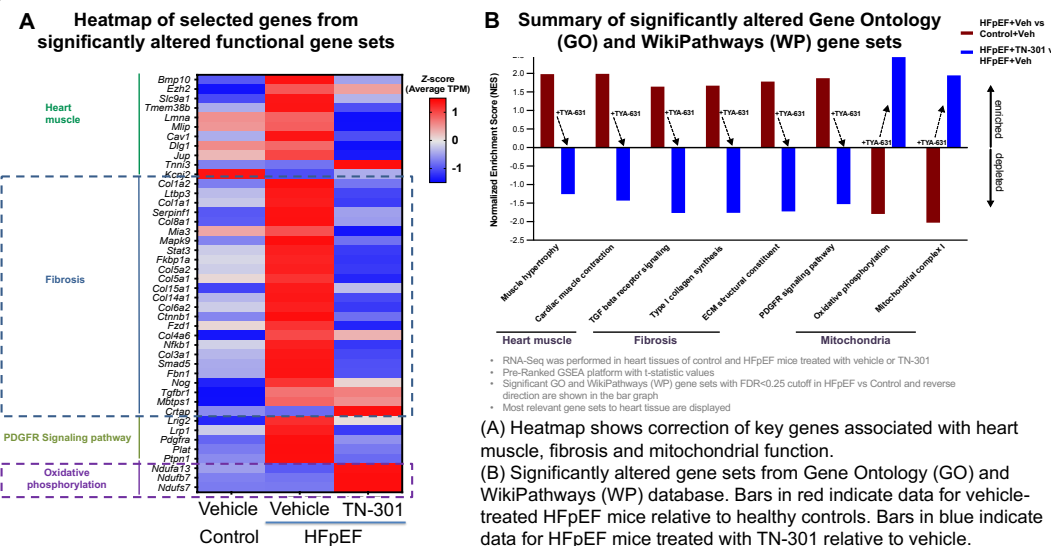 A Heatmap of selected genes from
significantly altered functional gene sets
Heart
muscle
Fibrosis
PDGFR Signaling pathway
Oxidative
phosphorylation
Bmp10
Ezh2
Slc9a1
Tmem38b
Lmna
Mlip
Cav1
Dlg1
Jup
Tnni3
Kcnj2
Col1a2
Ltbp3
Col1a1
Serpinf1
Col8a1
Mia3
Mapk9
Stat3
Fkbp1a
Col5a2
Col5a1
Col15a1
Col14a1
Col6a2
Ctnnb1
Fzd1
Col4a6
Nfkb1
Col3a1
Smad5
Fbn1
Nog
Tgfbr1
Mbtps1
Crtap
Lrig2
Lrp1
Pdgfra
Plat
Ptpn1
Ndufa13
Ndufb7
Ndufs7
Z-score
(Average TPM)
1
0
-1
Vehicle Vehicle TN-301
Control HFpEF
B Summary of significantly altered Gene Ontology
(GO) and WikiPathways (WP) gene sets
HFpEF+Veh vs
Control+Veh
HFpEF+TN-301 v
HFpEF+Veh
Normalized Enrichment Score (NES)
2.5
2.0
1.5
1.0
0.5
0.0
-0.5
-1.0
-1.5
-2.0
-2.5
+TYA-631
+TYA-631
+TYA-631
+TYA-631
+TYA-631
+TYA-631
+TYA-631
+TYA-631
enriched
depleted
Muscle hypertrophy
Cardiac muscle contraction
TGF beta receptor signaling
Type I collagen synthesis
ECM structural constituent
PDGFR signaling pathway
Oxidative phosphorylation
Mitochondrial complex I
Heart muscle Fibrosis Mitochondria
• RNA-Seq was performed in heart tissues of control and HFpEF mice treated with vehicle or TN-301
• Pre-Ranked GSEA platform with t-statistic values
• Significant GO and WikiPathways (WP) gene sets with FDR<0.25 cutoff in HFpEF vs Control and reverse
direction are shown in the bar graph
• Most relevant gene sets to heart tissue are displayed
(A) Heatmap shows correction of key genes associated with heart
muscle, fibrosis and mitochondrial function.
(B) Significantly altered gene sets from Gene Ontology (GO) and
WikiPathways (WP) database. Bars in red indicate data for vehicle-
treated HFpEF mice relative to healthy controls. Bars in blue indicate
data for HFpEF mice treated with TN-301 relative to vehicle.